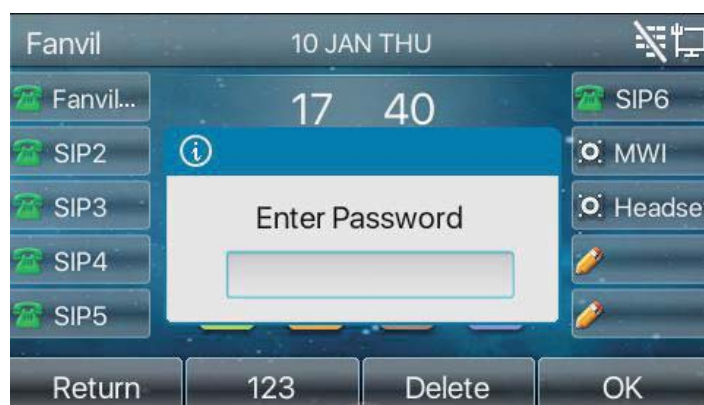 Fanvil 10 JAN THU
Fanvil... 17 40 SIP6
SIP2 MWI
Enter Password
SIP3 Headse
SIP4
SIP5
Return 123 Delete OK